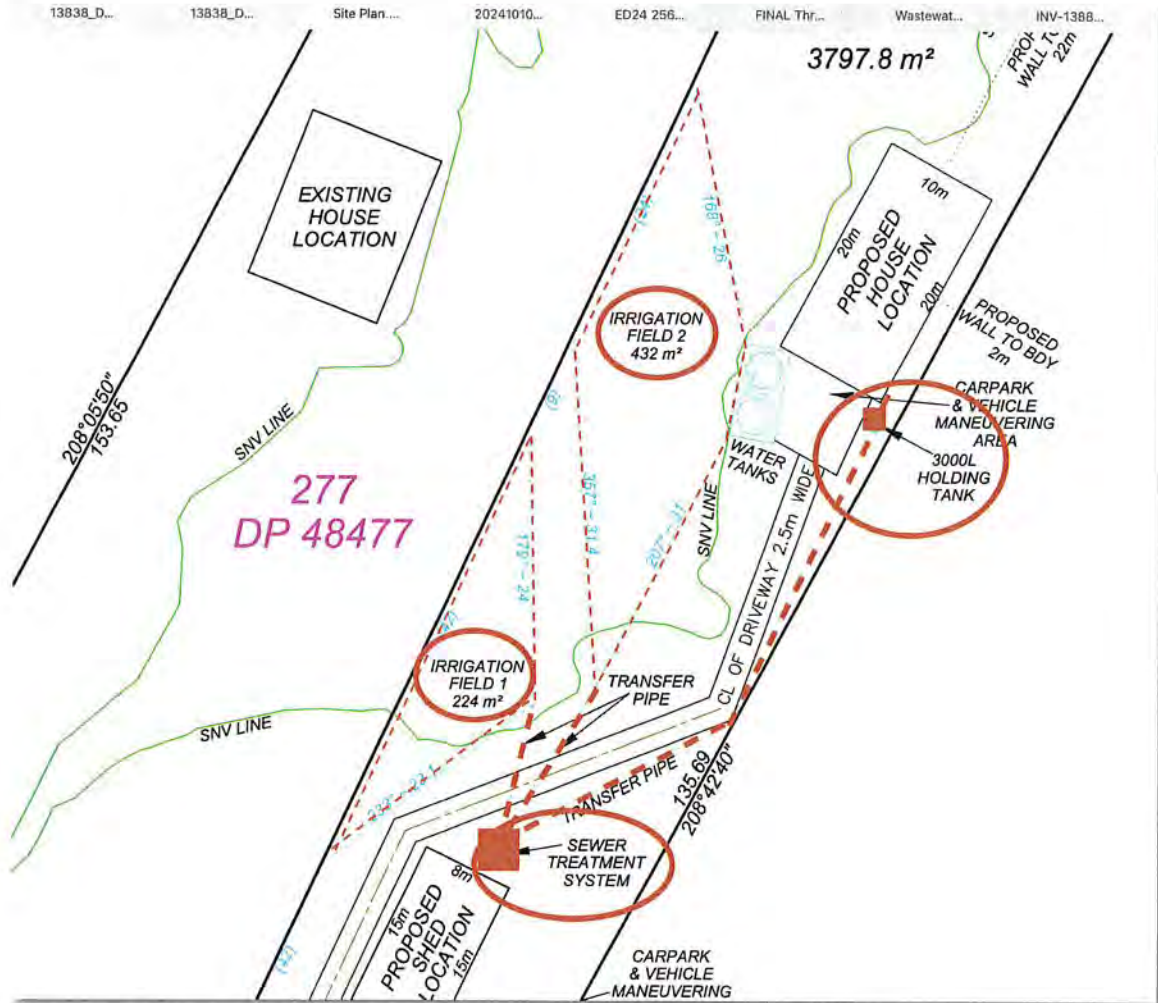 13838_D...
13838_D...
Site Plan....
20241010...
ED24 256...
FINAL Thr...
Wastewat...
INV-1388...
3797.8 m²
WALL TO
22m
EXISTING
HOUSE
LOCATION
10m
20m
PROPOSED
HOUSE
LOCATION
20m
168° - 26
IRRIGATION
FIELD 2
432 m²
PROPOSED
WALL TO BDY
2m
CARPARK
& VEHICLE
MANEUVERING
AREA
3000L
HOLDING
TANK
WATER
TANKS
208°05'50"
153.65
SNV LINE
277
DP 48477
(6)
357° - 31.4
207° - 31
179° - 24
SNV LINE
CL OF DRIVEWAY 2.5m WIDE
IRRIGATION
FIELD 1
224 m²
TRANSFER
PIPE
SNV LINE
TRANSFER PIPE
135.69
208°42'40"
SEWER
TREATMENT
SYSTEM
8m
15m
PROPOSED
SHED
LOCATION
15m
CARPARK
& VEHICLE
MANEUVERING